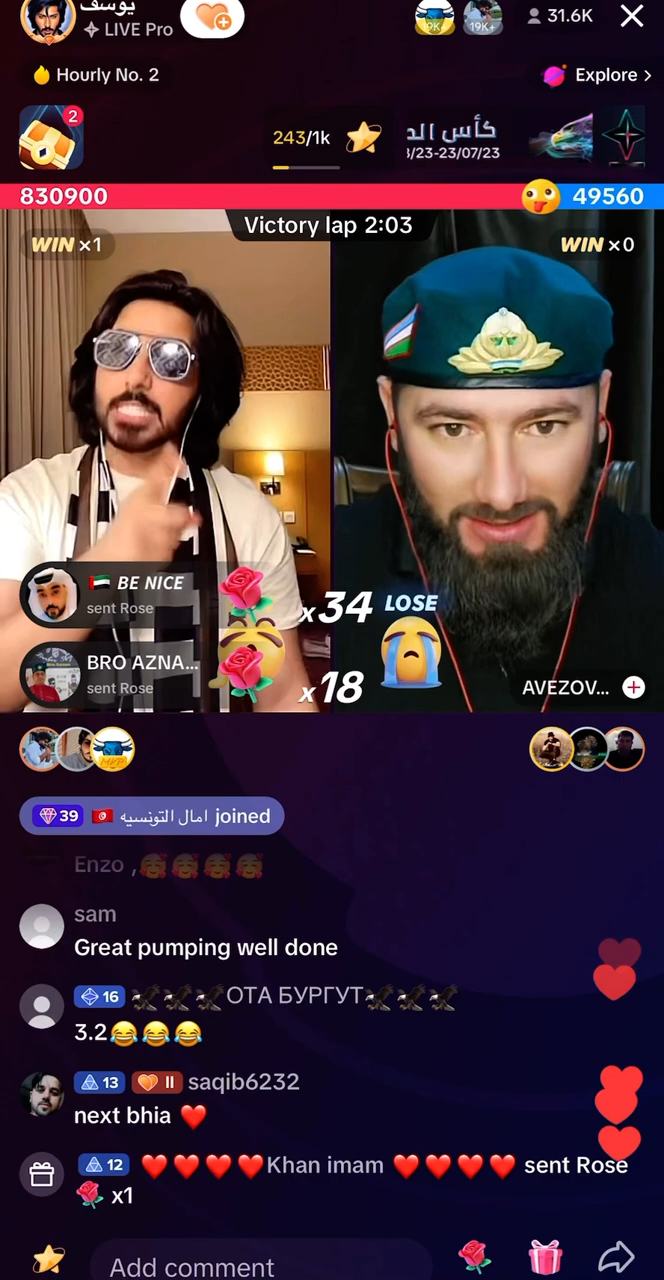 يوسف
LIVE Pro
31.6K
19K+
Hourly No. 2
Explore
2
243/1k
كأس الد
3/23-23/07/23
830900
49560
Victory lap 2:03
WIN x1
WIN x0
BE NICE
sent Rose
x34
LOSE
BRO AZNA...
sent Rose
x18
AVEZOV...
39 امال التونسيه joined
Enzo ,🥰🥰🥰🥰
sam
Great pumping well done
16 🦅🦅🦅ОТА БУРГУТ🦅🦅🦅
3.2😂😂😂
13 II saqib6232
next bhia ❤️
12 ❤️❤️❤️❤️Khan imam ❤️❤️❤️❤️ sent Rose
x1
Add comment